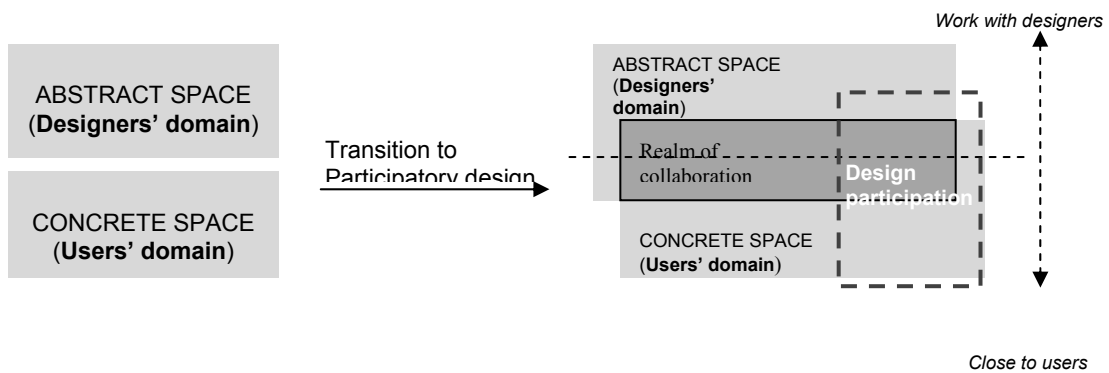 Work with designers
ABSTRACT SPACE
(Designers’ domain)
CONCRETE SPACE
(Users’ domain)
Transition to
Participatory design
ABSTRACT SPACE
(Designers’
domain)
Realm of
collaboration
Design
participation
CONCRETE SPACE
(Users’ domain)
Close to users